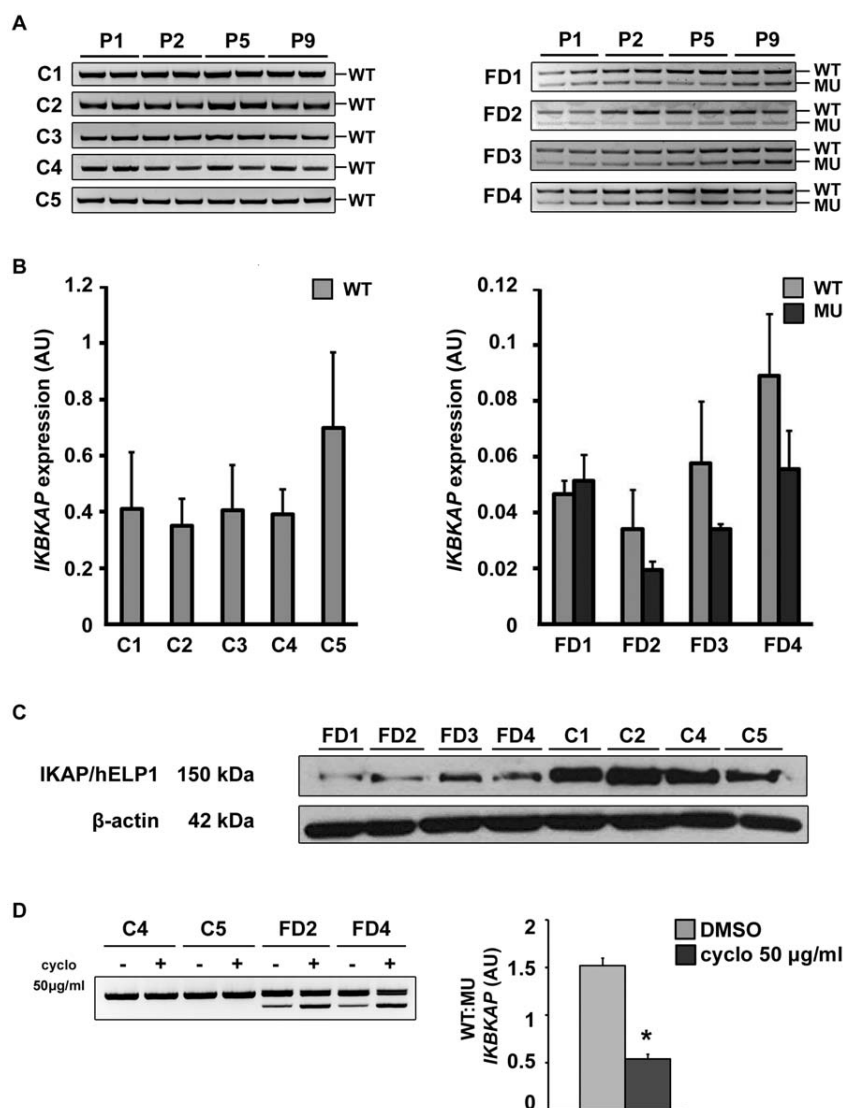 A
P1 P2 P5 P9
C1 WT
C2 WT
C3 WT
C4 WT
C5 WT
P1 P2 P5 P9
FD1 WT
MU
FD2 WT
MU
FD3 WT
MU
FD4 WT
MU
B
IKBKAP expression (AU)
1.2
1
0.8
0.6
0.4
0.2
0
WT
C1 C2 C3 C4 C5
IKBKAP expression (AU)
0.12
0.1
0.08
0.06
0.04
0.02
0
WT
MU
FD1 FD2 FD3 FD4
C
FD1 FD2 FD3 FD4 C1 C2 C4 C5
IKAP/hELP1 150 kDa
β-actin 42 kDa
D
C4 C5 FD2 FD4
cyclo - + - + - + - +
50µg/ml
WT:MU
IKBKAP (AU)
2
1.5
1
0.5
0
DMSO
cyclo 50 µg/ml
*